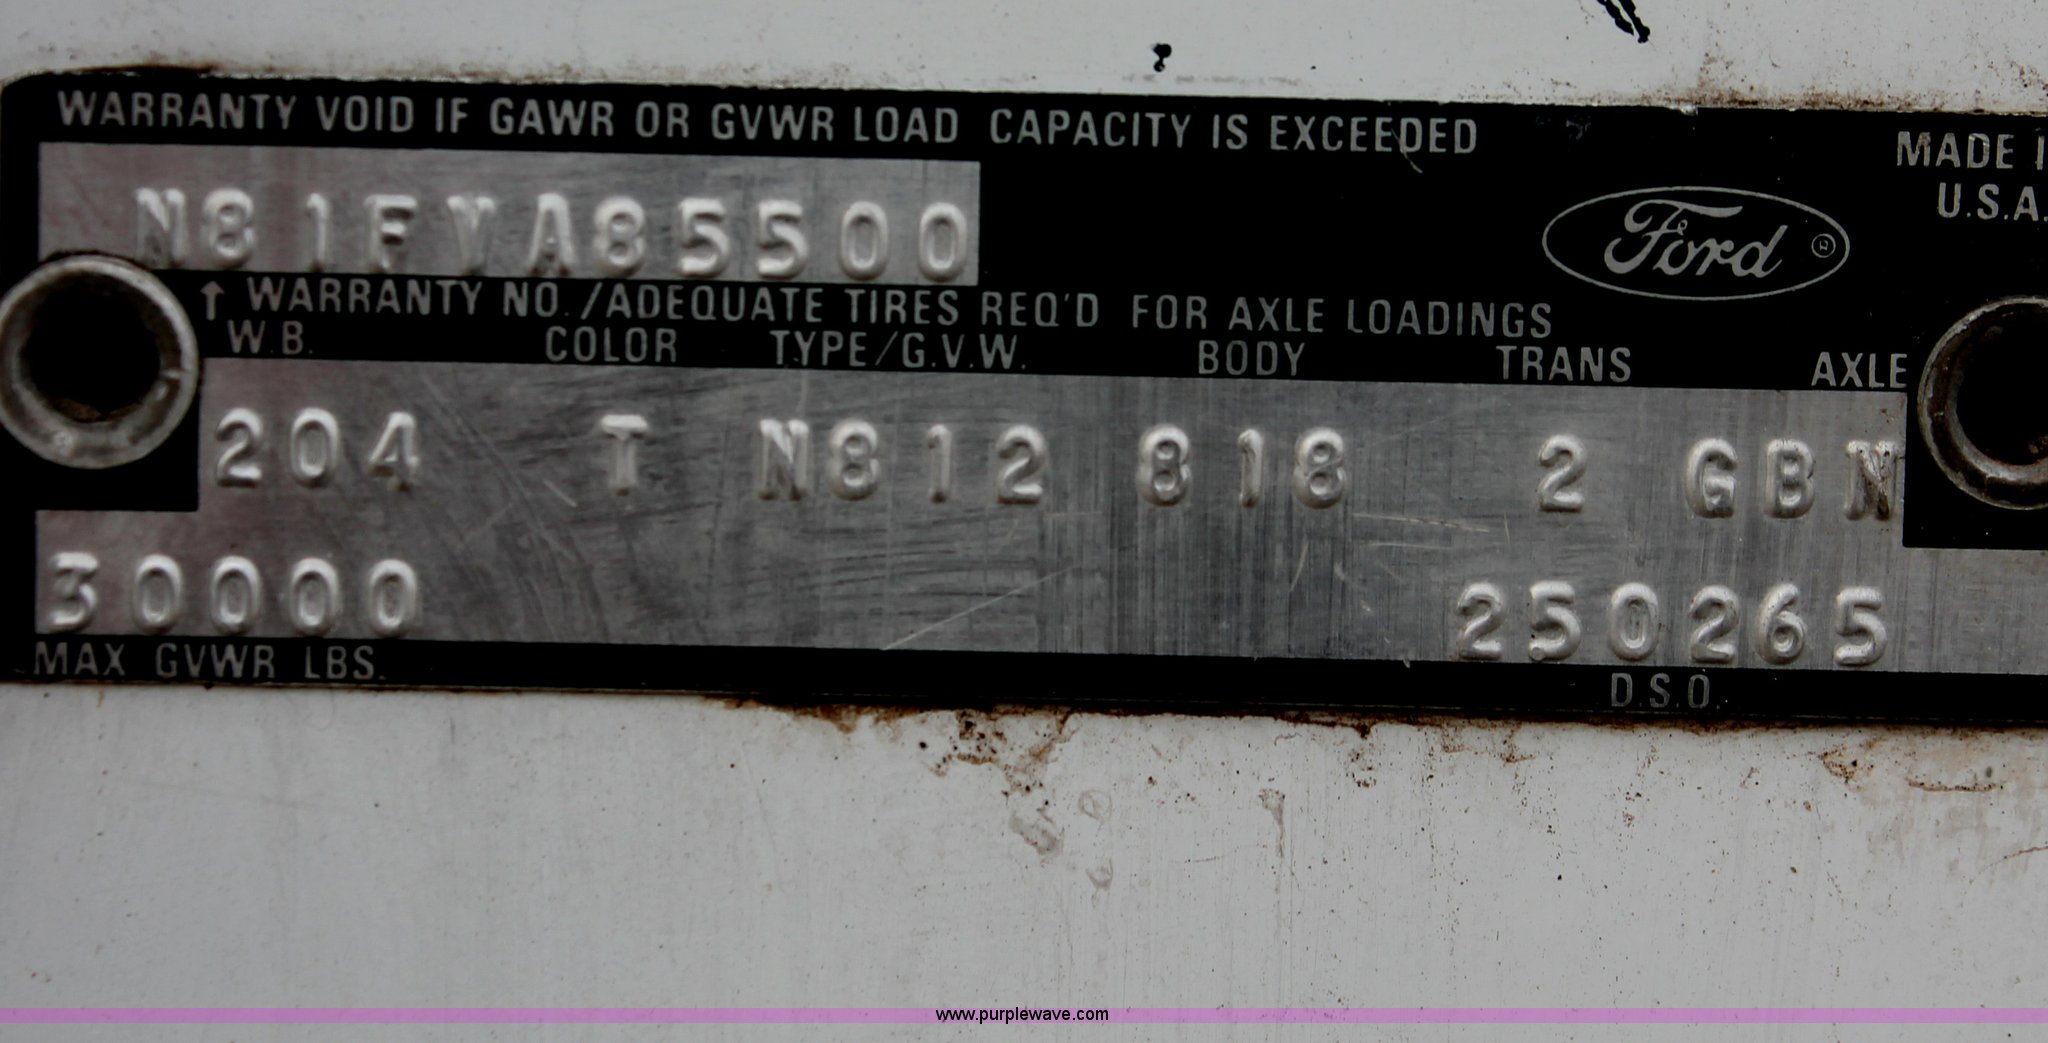 WARRANTY VOID IF GAWR OR GVWR LOAD CAPACITY IS EXCEEDED
MADE I
U.S.A.
N81FVA85500
Ford ®
↑ WARRANTY NO./ADEQUATE TIRES REQ'D FOR AXLE LOADINGS
W.B. COLOR TYPE/G.V.W. BODY TRANS AXLE
204 T N812 818 2 GBN
30000 250265
MAX GVWR LBS. D.S.O.
www.purplewave.com